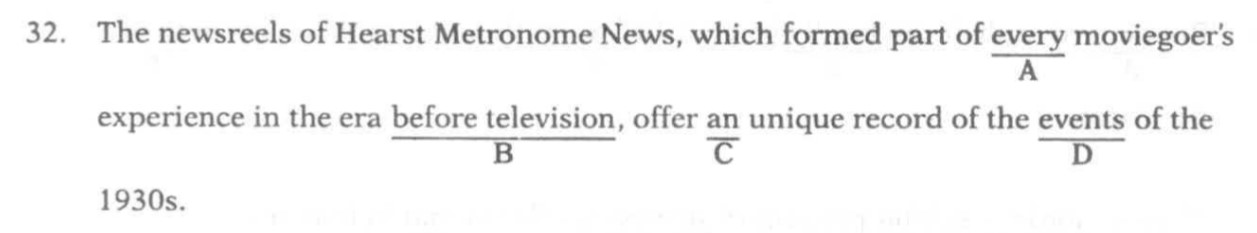 32. The newsreels of Hearst Metronome News, which formed part of every moviegoer's
A
experience in the era before television, offer an unique record of the events of the
B C D
1930s.